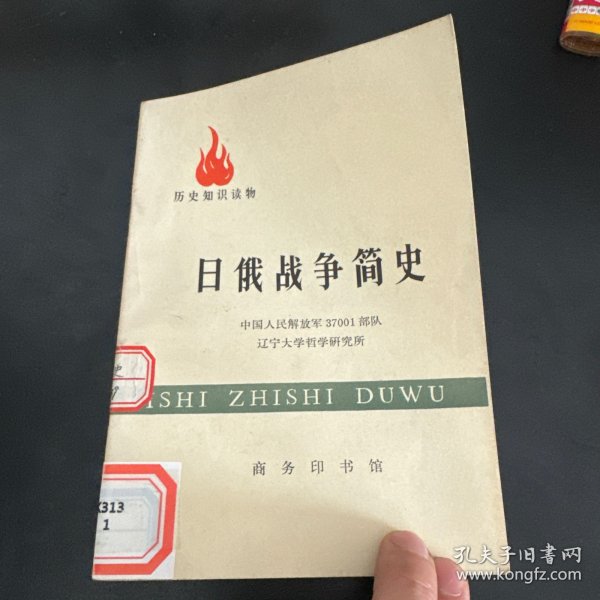 历史知识读物
日俄战争简史
中国人民解放军37001部队
辽宁大学哲学研究所
史
ISHI ZHISHI DUWU
商务印书馆
K313
1
孔夫子旧书网
www.kongfz.com